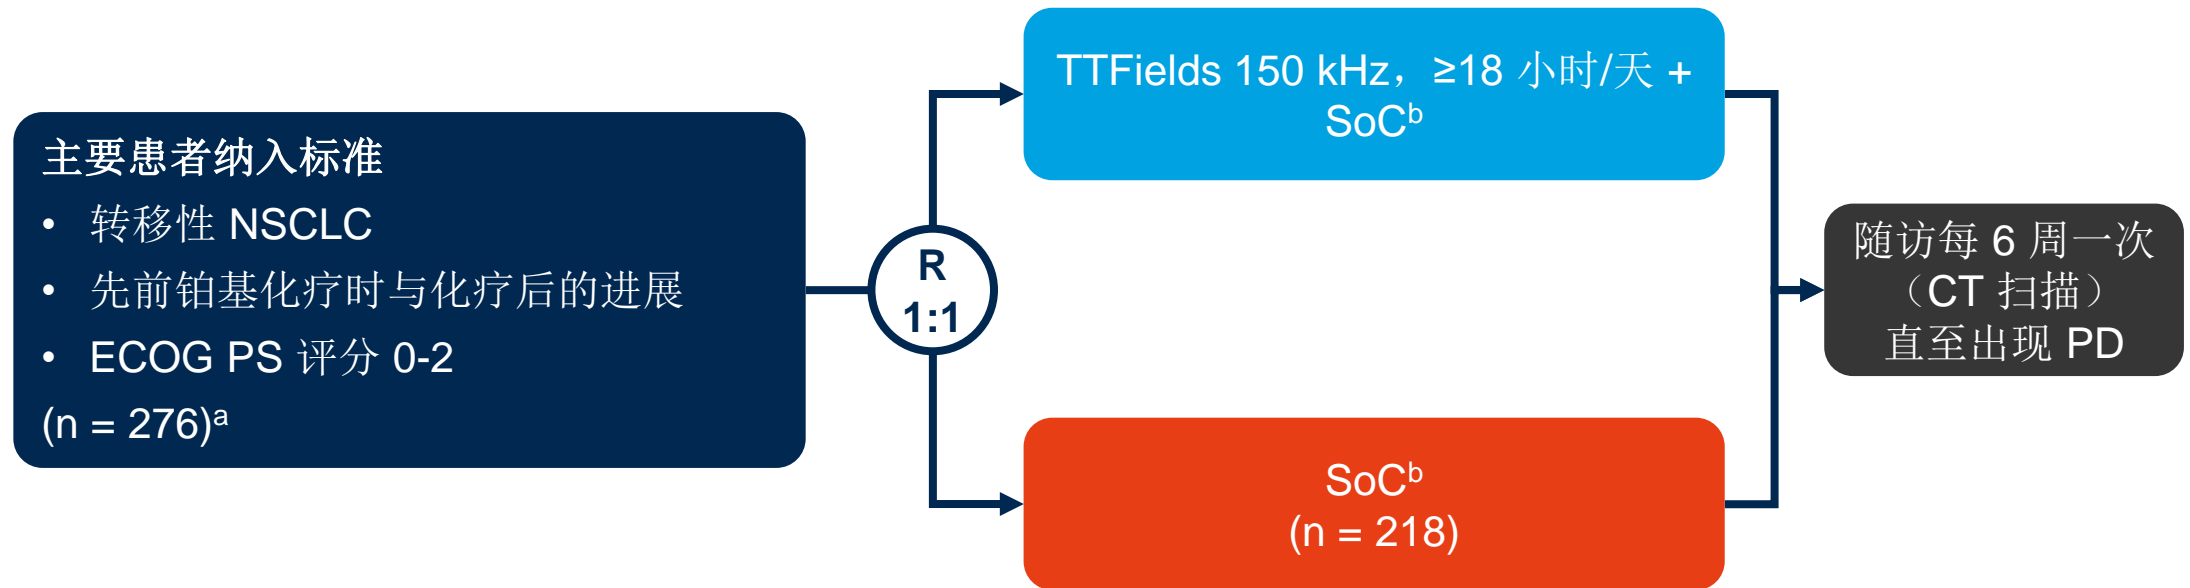 主要患者纳入标准
• 转移性 NSCLC
• 先前铂基化疗时与化疗后的进展
• ECOG PS 评分 0-2
(n = 276)ᵃ
R
1:1
TTFields 150 kHz，≥18 小时/天 +
SoCᵇ
SoCᵇ
(n = 218)
随访每 6 周一次
（CT 扫描）
直至出现 PD